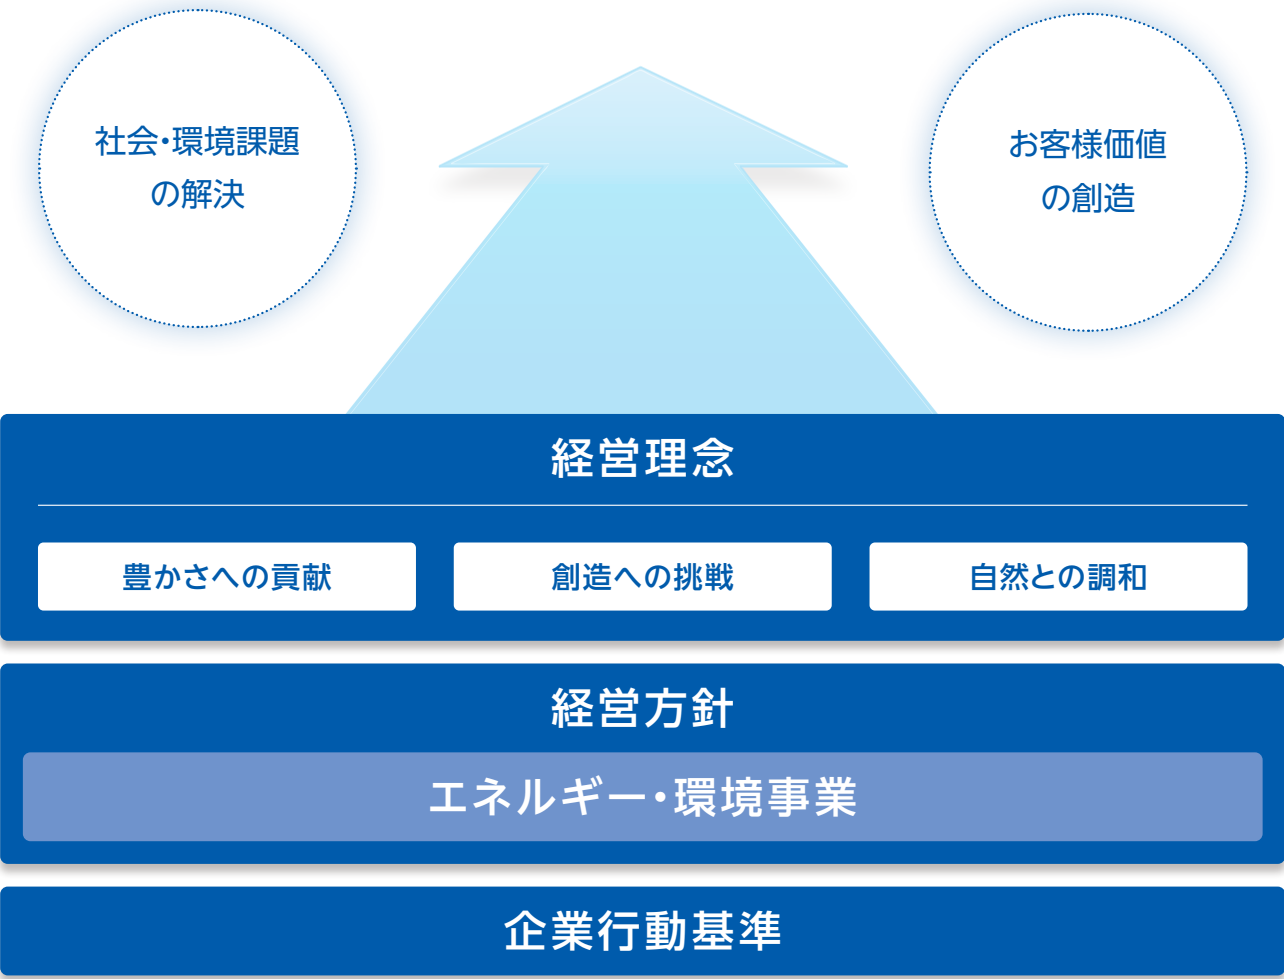 社会・環境課題
の解決
お客様価値
の創造
経営理念
豊かさへの貢献
創造への挑戦
自然との調和
経営方針
エネルギー・環境事業
企業行動基準